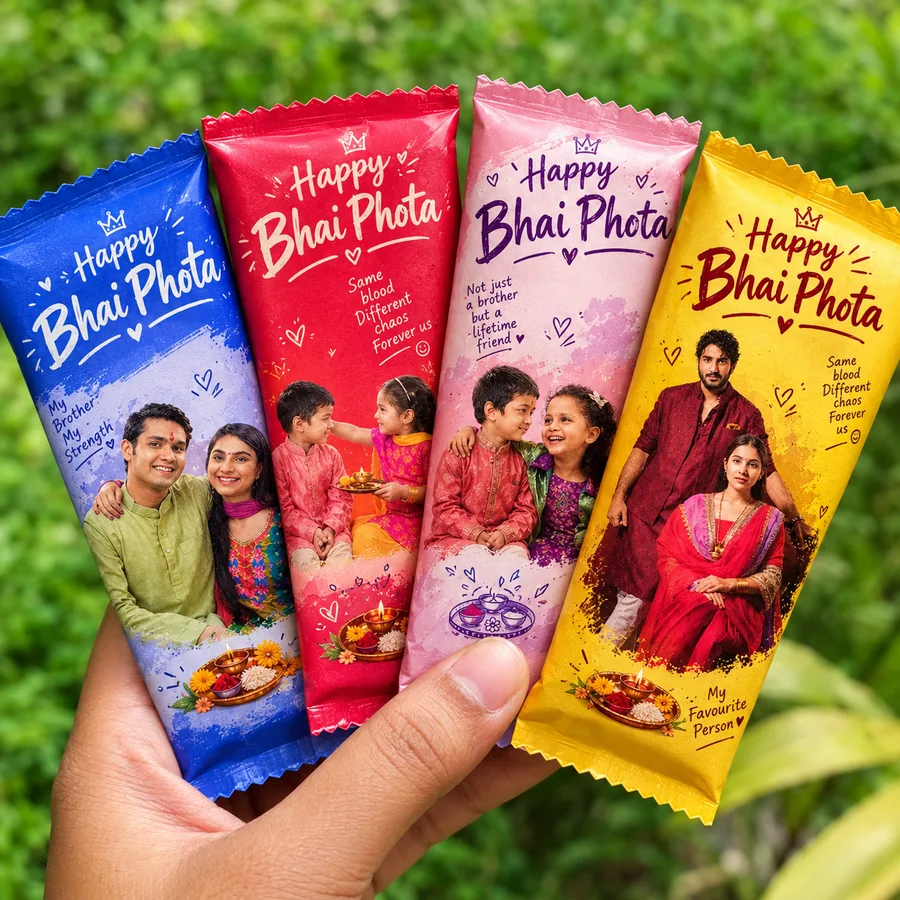 Happy
Bhai Phota
My
Brother
My
Strength
Happy
Bhai Phota
Same
blood
Different
chaos
Forever us
Happy
Bhai Phota
Not just
a brother
but a
lifetime
friend
Happy
Bhai Phota
Same
blood
Different
chaos
Forever
us
My
Favourite
Person